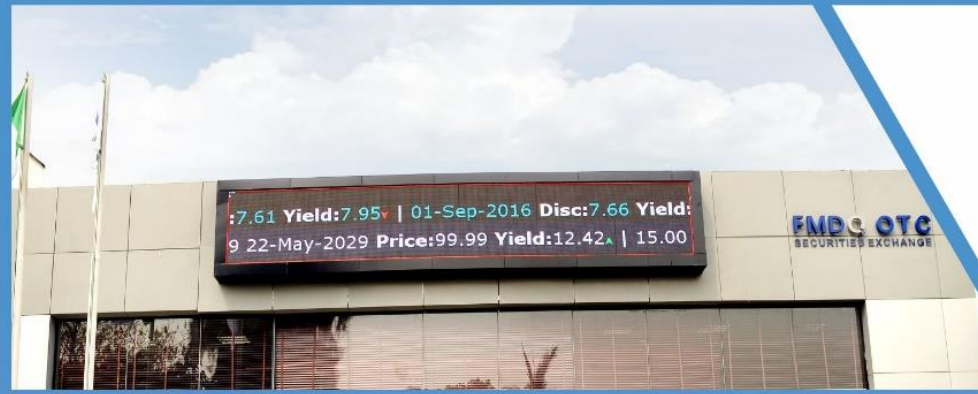 :7.61 Yield:7.95▼ | 01-Sep-2016 Disc:7.66 Yield:
9 22-May-2029 Price:99.99 Yield:12.42▲ | 15.00
FMDQ OTC
SECURITIES EXCHANGE